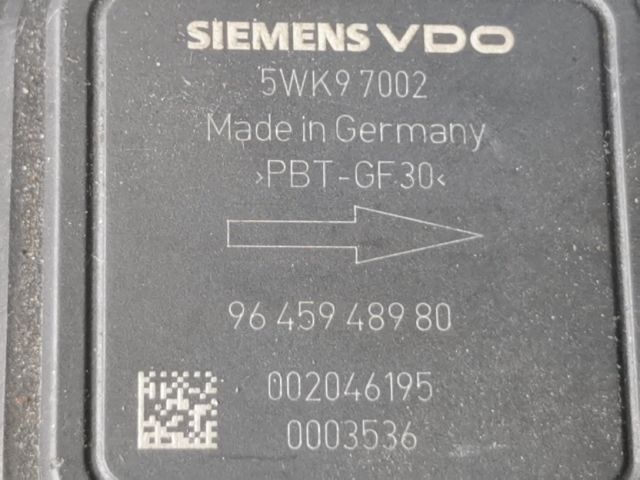 SIEMENS VDO
5WK9 7002
Made in Germany
>PBT-GF30<
96 459 489 80
002046195
0003536